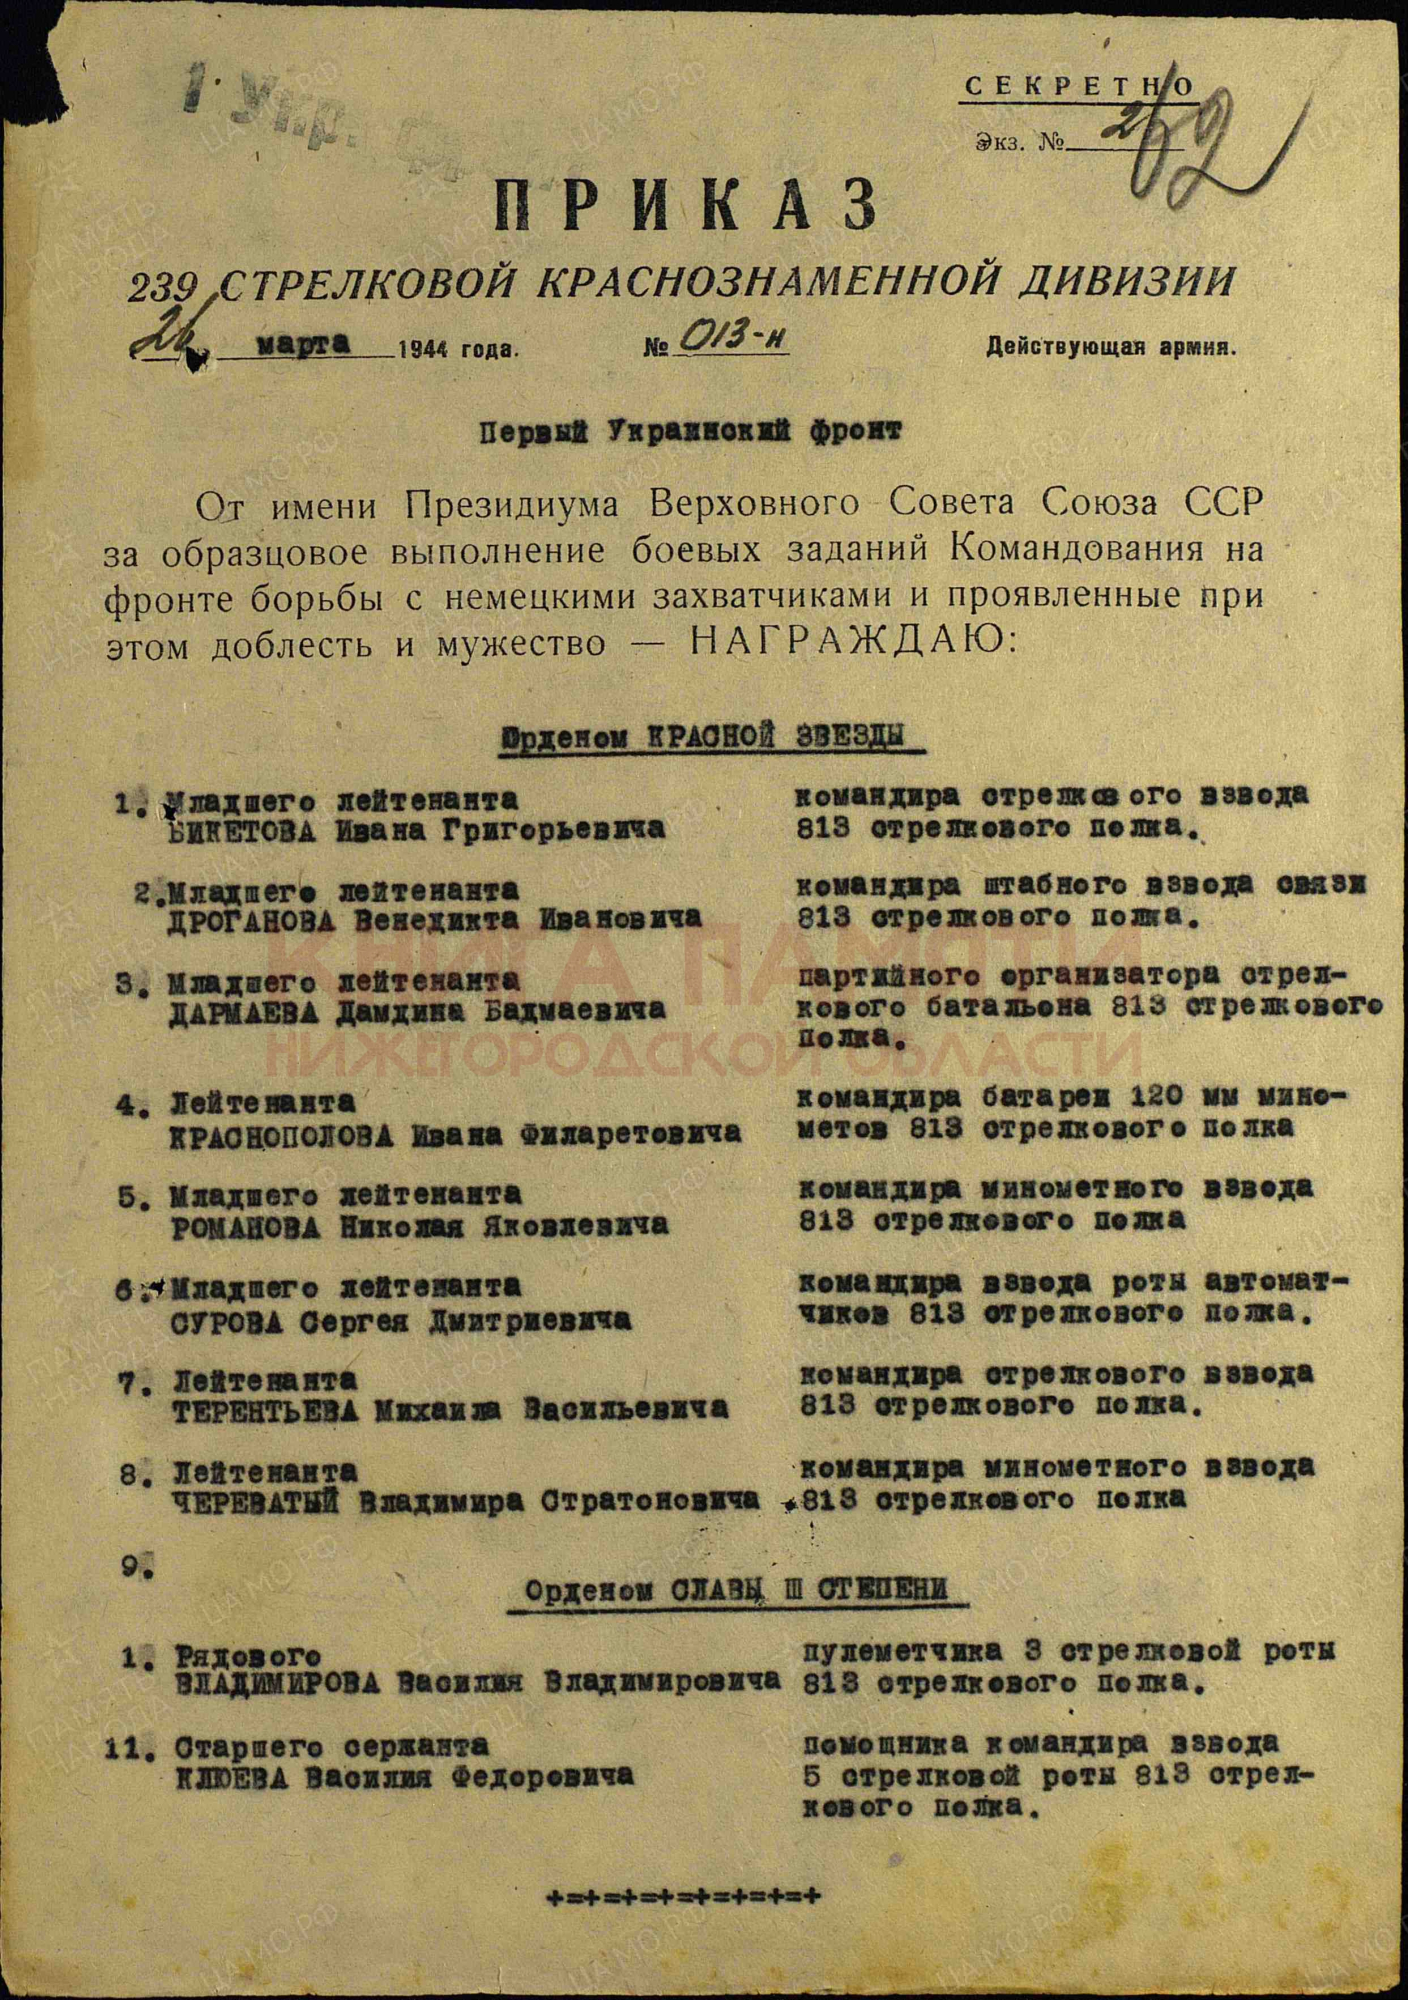 1 Укр.
СЕКРЕТНО
Экз. № 2
62
ПРИКАЗ
239 СТРЕЛКОВОЙ КРАСНОЗНАМЕННОЙ ДИВИЗИИ
26 марта 1944 года. № 013-н Действующая армия.
Первый Украинский фронт
От имени Президиума Верховного Совета Союза ССР
за образцовое выполнение боевых заданий Командования на
фронте борьбы с немецкими захватчиками и проявленные при
этом доблесть и мужество — НАГРАЖДАЮ:
Орденом КРАСНОЙ ЗВЕЗДЫ
1. Младшего лейтенанта командира стрелкового взвода
БИКЕТОВА Ивана Григорьевича 813 стрелкового полка.
2. Младшего лейтенанта командира штабного взвода связи
ДРОГАНОВА Венедикта Ивановича 813 стрелкового полка.
3. Младшего лейтенанта партийного организатора стрел-
ДАРМАЕВА Дамдина Бадмаевича кового батальона 813 стрелкового
полка.
4. Лейтенанта командира батареи 120 мм мино-
КРАСНОПОЛОВА Ивана Филаретовича метов 813 стрелкового полка
5. Младшего лейтенанта командира минометного взвода
РОМАНОВА Николая Яковлевича 813 стрелкового полка
6. Младшего лейтенанта командира взвода роты автомат-
СУРОВА Сергея Дмитриевича чиков 813 стрелкового полка.
7. Лейтенанта командира стрелкового взвода
ТЕРЕНТЬЕВА Михаила Васильевича 813 стрелкового полка.
8. Лейтенанта командира минометного взвода
ЧЕРЕВАТЫЙ Владимира Стратоновича 813 стрелкового полка
9.
Орденом СЛАВЫ III СТЕПЕНИ
1. Рядового пулеметчика 3 стрелковой роты
ВЛАДИМИРОВА Василия Владимировича 813 стрелкового полка.
11. Старшего сержанта помощника командира взвода
КЛЮЕВА Василия Федоровича 5 стрелковой роты 813 стрел-
кового полка.
+=+=+=+=+=+=+=+
КНИГА ПАМЯТИ
НИЖЕГОРОДСКОЙ ОБЛАСТИ